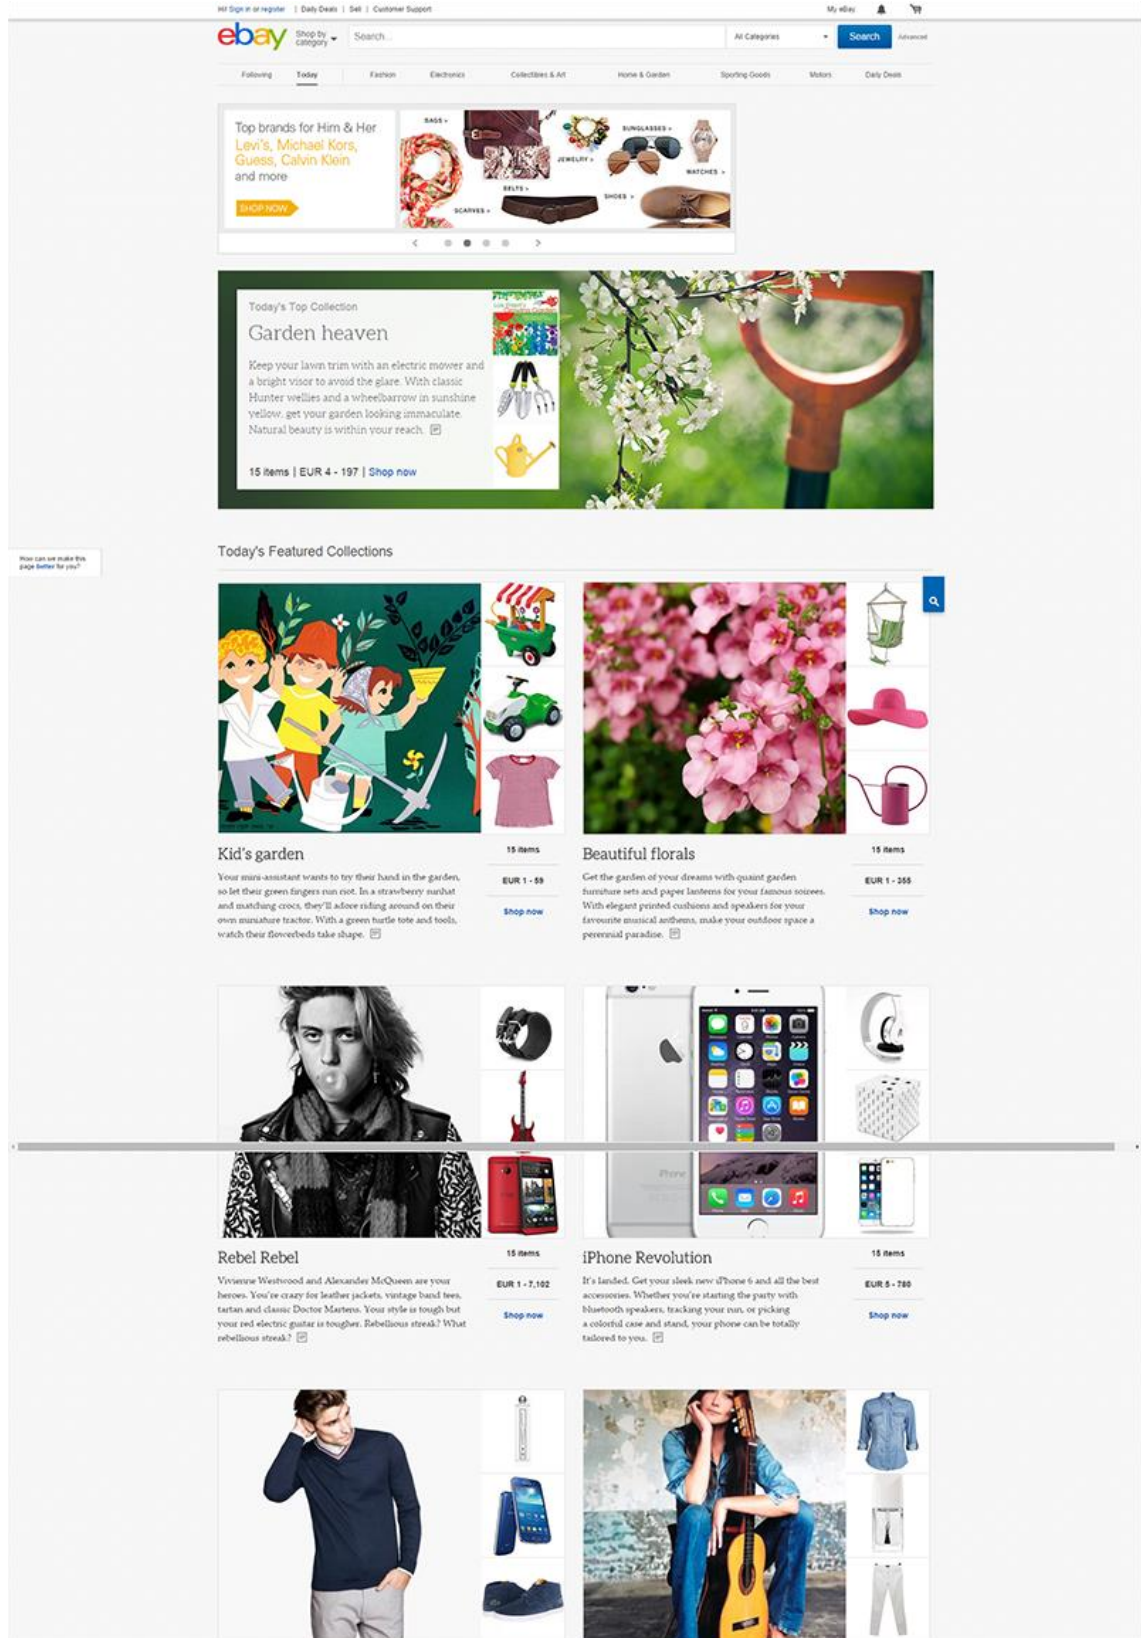 Hi! Sign in or register | Daily Deals | Sell | Customer Support
My eBay
ebay
Shop by
category
Search...
All Categories
Search
Advanced
Following Today Fashion Electronics Collectibles & Art Home & Garden Sporting Goods Motors Daily Deals
Top brands for Him & Her
Levi's, Michael Kors,
Guess, Calvin Klein
and more
SHOP NOW
BAGS >
SUNGLASSES >
JEWELRY >
WATCHES >
BELTS >
SHOES >
SCARVES >
Today's Top Collection
Garden heaven
Keep your lawn trim with an electric mower and
a bright visor to avoid the glare. With classic
Hunter wellies and a wheelbarrow in sunshine
yellow, get your garden looking immaculate.
Natural beauty is within your reach.
15 items | EUR 4 - 197 | Shop now
How can we make this
page better for you?
Today's Featured Collections
Kid's garden
Your mini-assistant wants to try their hand in the garden,
so let their green fingers run riot. In a strawberry sunhat
and matching crocs, they'll adore riding around on their
own miniature tractor. With a green turtle tote and tools,
watch their flowerbeds take shape.
15 items
EUR 1 - 59
Shop now
Beautiful florals
Get the garden of your dreams with quaint garden
furniture sets and paper lanterns for your famous soirees.
With elegant printed cushions and speakers for your
favourite musical anthems, make your outdoor space a
perennial paradise.
15 items
EUR 1 - 355
Shop now
iPhone
Rebel Rebel
Vivienne Westwood and Alexander McQueen are your
heroes. You're crazy for leather jackets, vintage band tees,
tartan and classic Doctor Martens. Your style is tough but
your red electric guitar is tougher. Rebellious streak? What
rebellious streak?
15 items
EUR 1 - 7,102
Shop now
iPhone Revolution
It's landed. Get your sleek new iPhone 6 and all the best
accessories. Whether you're starting the party with
bluetooth speakers, tracking your run, or picking
a colorful case and stand, your phone can be totally
tailored to you.
15 items
EUR 5 - 780
Shop now